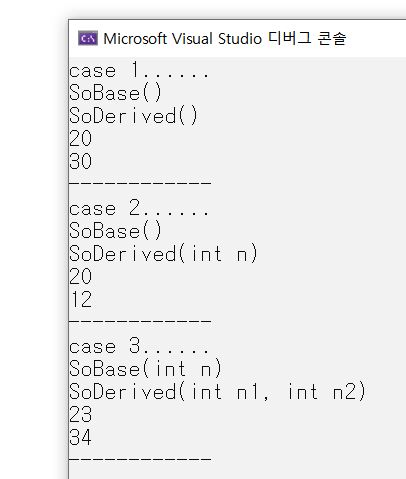 Microsoft Visual Studio 디버그 콘솔
case 1......
SoBase()
SoDerived()
20
30
------------
case 2......
SoBase()
SoDerived(int n)
20
12
------------
case 3......
SoBase(int n)
SoDerived(int n1, int n2)
23
34
------------